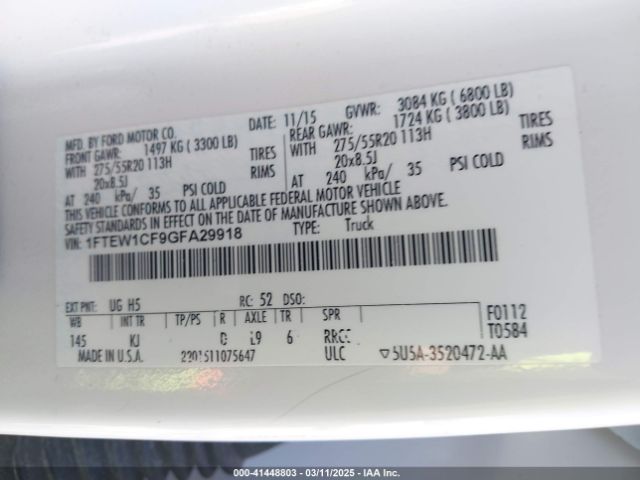 MFD. BY FORD MOTOR CO. DATE: 11/15 GVWR: 3084 KG ( 6800 LB)
FRONT GAWR: 1497 KG ( 3300 LB) REAR GAWR: 1724 KG ( 3800 LB)
WITH 275/55R20 113H TIRES WITH 275/55R20 113H TIRES
20x8.5J RIMS 20x8.5J RIMS
AT 240 kPa/ 35 PSI COLD AT 240 kPa/ 35 PSI COLD
THIS VEHICLE CONFORMS TO ALL APPLICABLE FEDERAL MOTOR VEHICLE
SAFETY STANDARDS IN EFFECT ON THE DATE OF MANUFACTURE SHOWN ABOVE.
VIN: 1FTEW1CF9GFA29918 TYPE: Truck
EXT PNT: UG H5 RC: 52 DSO:
WB INT TR TP/PS R AXLE TR SPR F0112
145 KJ 19 6 T0584
MADE IN U.S.A. 2201511075647 ULC 5U5A-3520472-AA
000-41448803 - 03/11/2025 - IAA Inc.